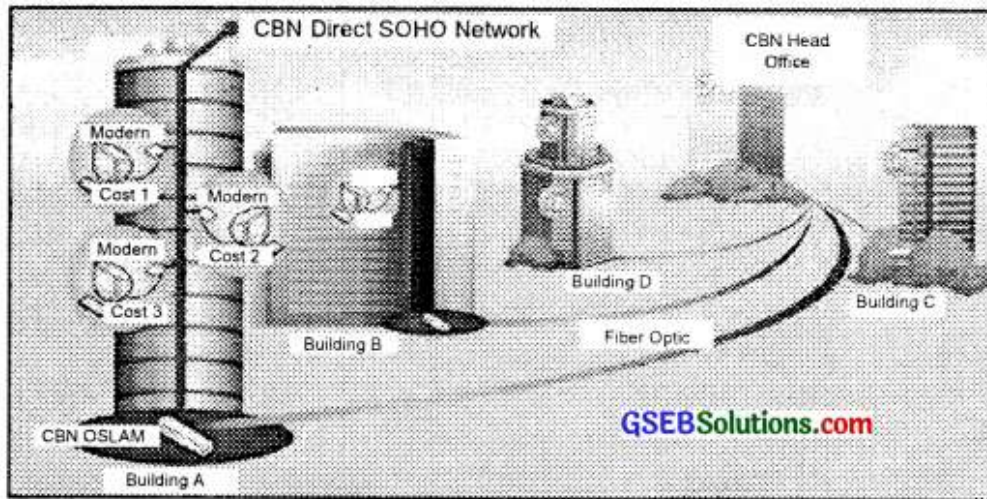 CBN Direct SOHO Network
CBN Head
Office
Modern
Cost 1
Modern
Cost 2
Modern
Cost 3
Building D
Building C
Building B
Fiber Optic
CBN OSLAM
Building A
GSEBSolutions.com